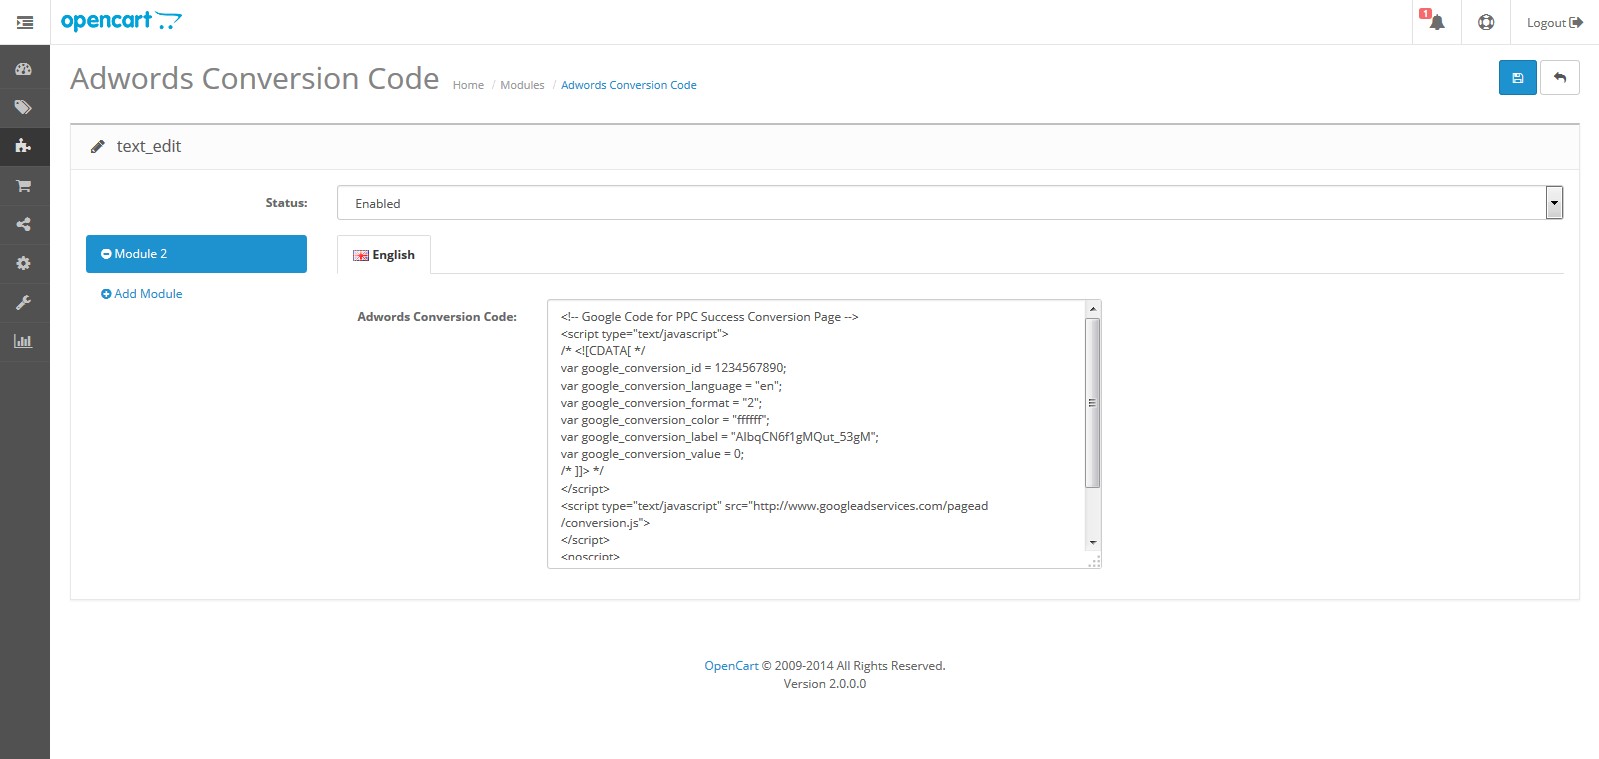 opencart
1
Logout
Adwords Conversion Code
Home / Modules / Adwords Conversion Code
text_edit
Status:
Enabled
Module 2
English
Add Module
Adwords Conversion Code:
<!-- Google Code for PPC Success Conversion Page -->
<script type="text/javascript">
/* <![CDATA[ */
var google_conversion_id = 1234567890;
var google_conversion_language = "en";
var google_conversion_format = "2";
var google_conversion_color = "ffffff";
var google_conversion_label = "AlbqCN6f1gMQut_53gM";
var google_conversion_value = 0;
/* ]]> */
</script>
<script type="text/javascript" src="http://www.googleadservices.com/pagead
/conversion.js">
</script>
<noscript>
OpenCart © 2009-2014 All Rights Reserved.
Version 2.0.0.0